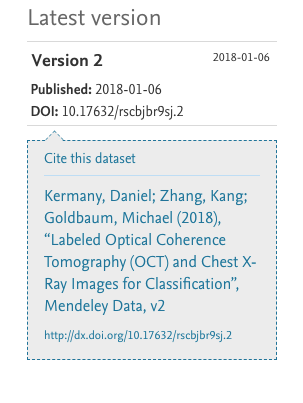 Latest version
Version 2 2018-01-06
Published: 2018-01-06
DOI: 10.17632/rscbjbr9sj.2
Cite this dataset
Kermany, Daniel; Zhang, Kang;
Goldbaum, Michael (2018),
“Labeled Optical Coherence
Tomography (OCT) and Chest X-
Ray Images for Classification”,
Mendeley Data, v2
http://dx.doi.org/10.17632/rscbjbr9sj.2